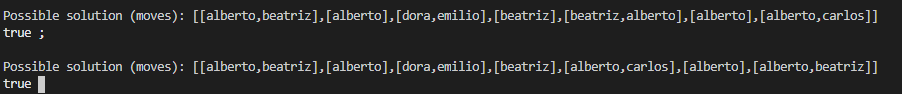 Possible solution (moves): [[alberto,beatriz],[alberto],[dora,emilio],[beatriz],[beatriz,alberto],[alberto],[alberto,carlos]]
true ;
Possible solution (moves): [[alberto,beatriz],[alberto],[dora,emilio],[beatriz],[alberto,carlos],[alberto],[alberto,beatriz]]
true